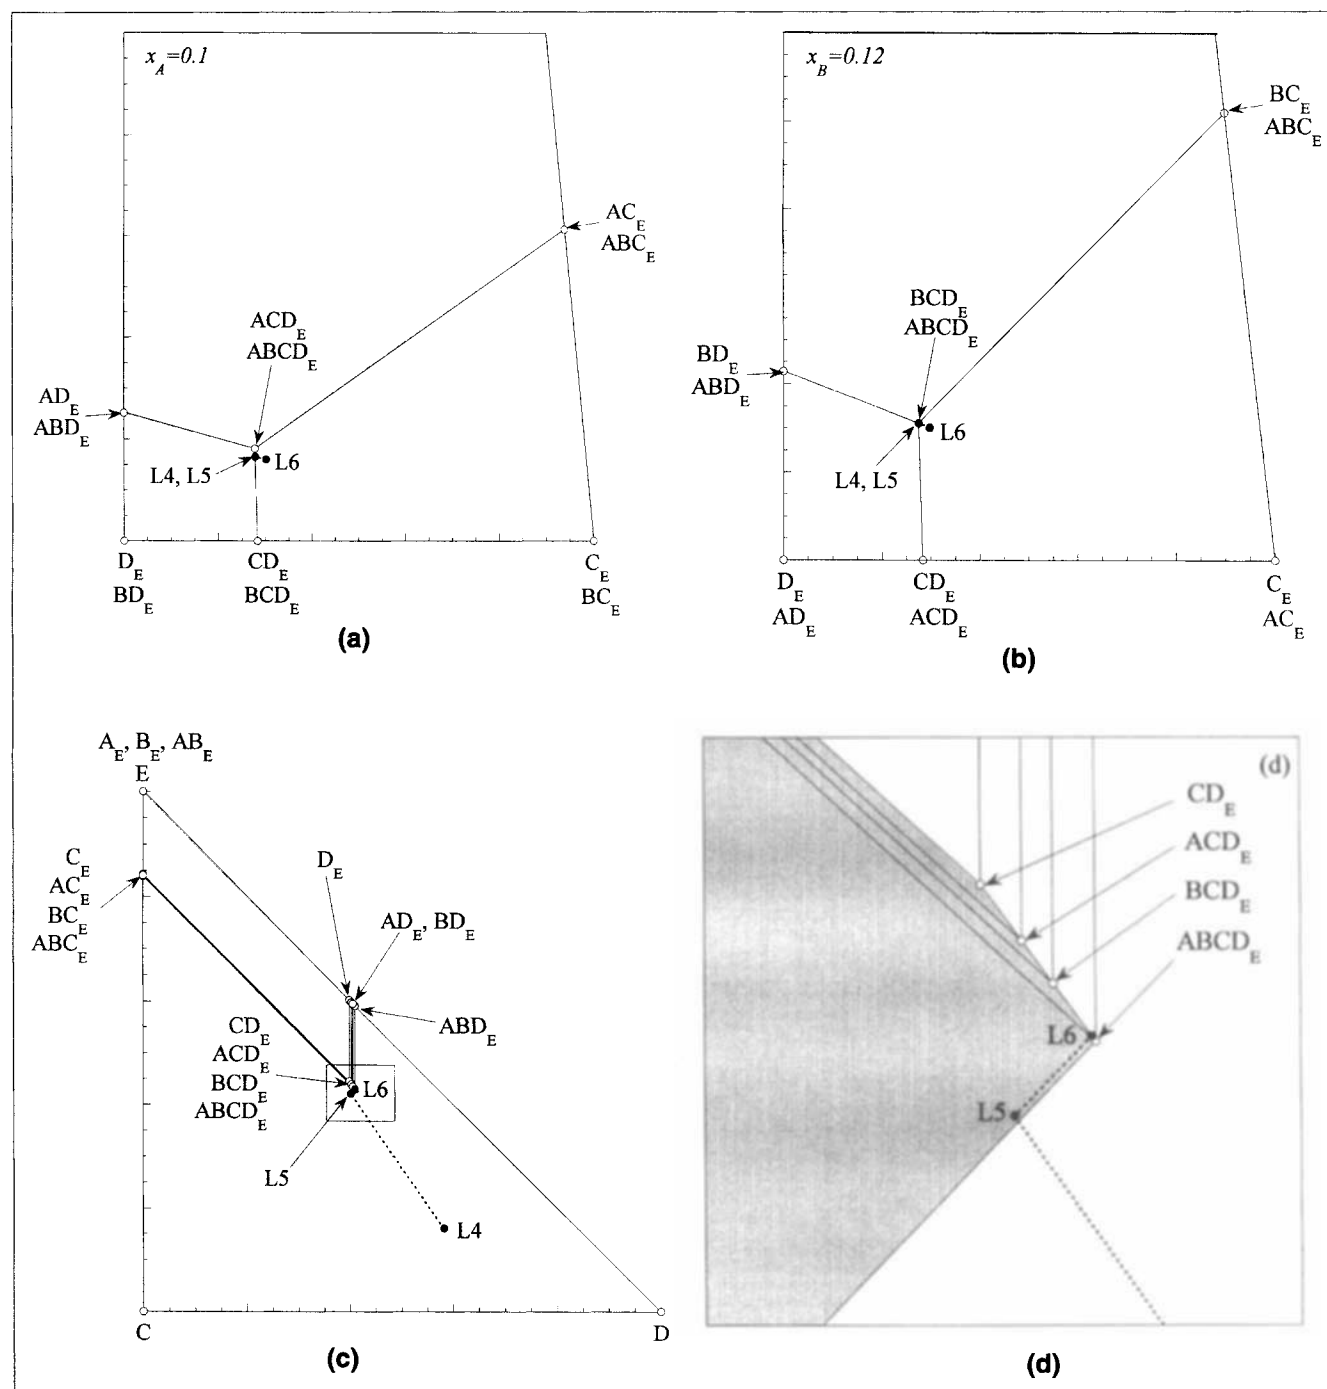 x_A=0.1
AC_E
ABC_E
ACD_E
ABCD_E
AD_E
ABD_E
L4, L5
L6
D_E
BD_E
CD_E
BCD_E
C_E
BC_E
(a)
x_B=0.12
BC_E
ABC_E
BCD_E
ABCD_E
BD_E
ABD_E
L6
L4, L5
D_E
AD_E
CD_E
ACD_E
C_E
AC_E
(b)
A_E, B_E, AB_E
E
C_E
AC_E
BC_E
ABC_E
D_E
AD_E, BD_E
ABD_E
CD_E
ACD_E
BCD_E
ABCD_E
L6
L5
L4
C
D
(c)
(d)
CD_E
ACD_E
BCD_E
ABCD_E
L6
L5
(d)